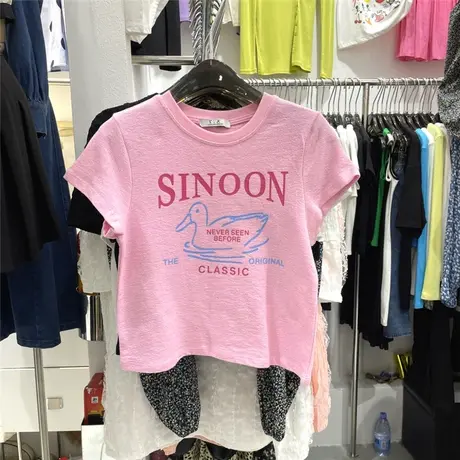 SINOON
NEVER SEEN
BEFORE
THE ORIGINAL
CLASSIC